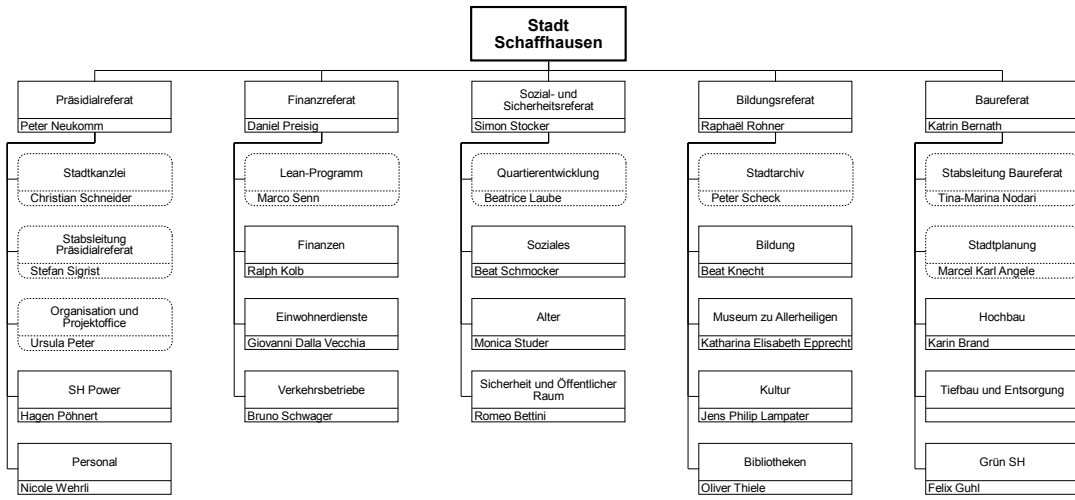 Stadt
Schaffhausen
Präsidialreferat
Peter Neukomm
Stadtkanzlei
Christian Schneider
Stabsleitung
Präsidialreferat
Stefan Sigrist
Organisation und
Projektoffice
Ursula Peter
SH Power
Hagen Pöhnert
Personal
Nicole Wehrli
Finanzreferat
Daniel Preisig
Lean-Programm
Marco Senn
Finanzen
Ralph Kolb
Einwohnerdienste
Giovanni Dalla Vecchia
Verkehrsbetriebe
Bruno Schwager
Sozial- und
Sicherheitsreferat
Simon Stocker
Quartierentwicklung
Beatrice Laube
Soziales
Beat Schmocker
Alter
Monica Studer
Sicherheit und Öffentlicher
Raum
Romeo Bettini
Bildungsreferat
Raphaël Rohner
Stadtarchiv
Peter Scheck
Bildung
Beat Knecht
Museum zu Allerheiligen
Katharina Elisabeth Epprecht
Kultur
Jens Philip Lampater
Bibliotheken
Oliver Thiele
Baureferat
Katrin Bernath
Stabsleitung Baureferat
Tina-Marina Nodari
Stadtplanung
Marcel Karl Angele
Hochbau
Karin Brand
Tiefbau und Entsorgung
Grün SH
Felix Guhl